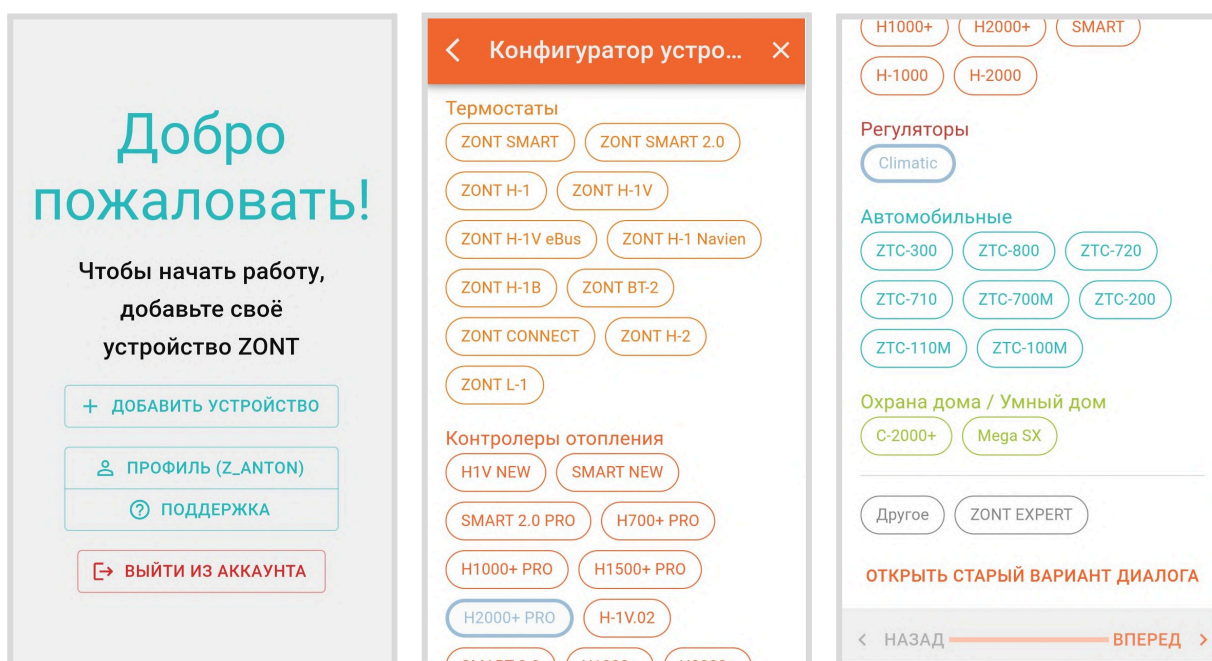 Добро
пожаловать!
Чтобы начать работу,
добавьте своё
устройство ZONT
+ ДОБАВИТЬ УСТРОЙСТВО
ПРОФИЛЬ (Z_ANTON)
ПОДДЕРЖКА
ВЫЙТИ ИЗ АККАУНТА
Конфигуратор устро...
Термостаты
ZONT SMART ZONT SMART 2.0
ZONT H-1 ZONT H-1V
ZONT H-1V eBus ZONT H-1 Navien
ZONT H-1B ZONT BT-2
ZONT CONNECT ZONT H-2
ZONT L-1
Контролеры отопления
H1V NEW SMART NEW
SMART 2.0 PRO H700+ PRO
H1000+ PRO H1500+ PRO
H2000+ PRO H-1V.02
H1000+ H2000+ SMART
H-1000 H-2000
Регуляторы
Climatic
Автомобильные
ZTC-300 ZTC-800 ZTC-720
ZTC-710 ZTC-700M ZTC-200
ZTC-110M ZTC-100M
Охрана дома / Умный дом
C-2000+ Mega SX
Другое ZONT EXPERT
ОТКРЫТЬ СТАРЫЙ ВАРИАНТ ДИАЛОГА
НАЗАД ВПЕРЕД